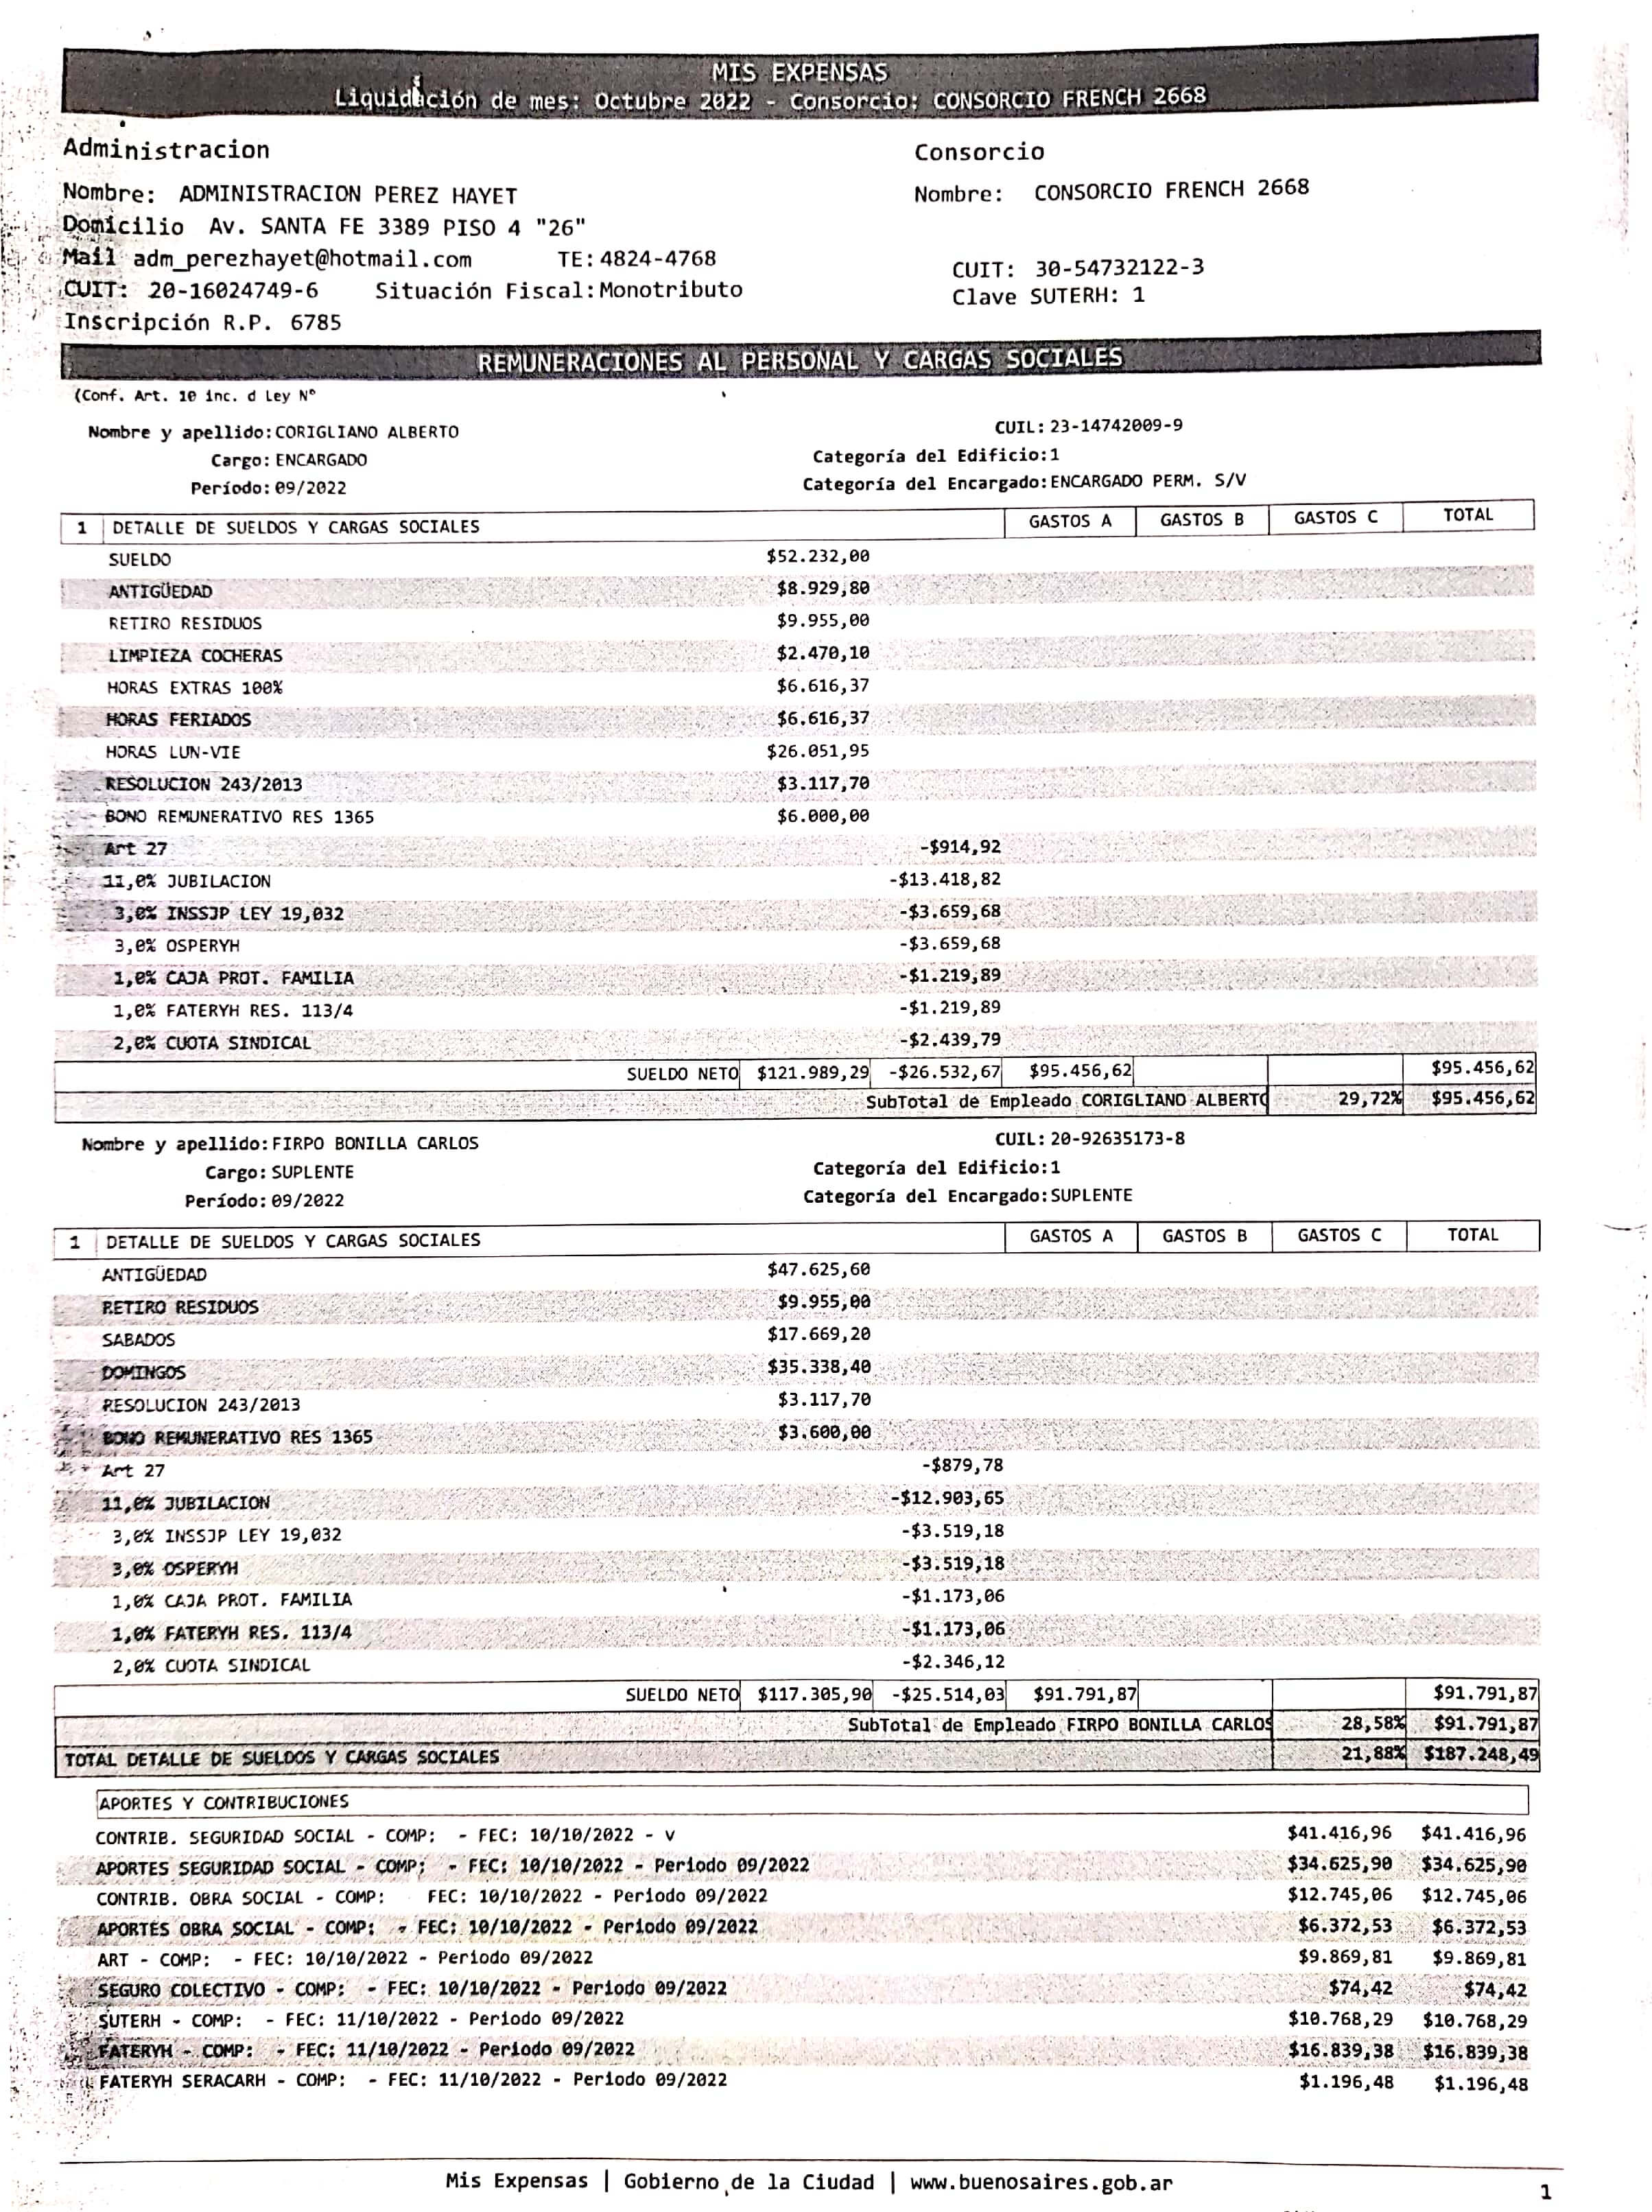 MIS EXPENSAS
Liquidación de mes: Octubre 2022 - Consorcio: CONSORCIO FRENCH 2668
Administracion
Consorcio
Nombre: ADMINISTRACION PEREZ HAYET
Nombre: CONSORCIO FRENCH 2668
Domicilio Av. SANTA FE 3389 PISO 4 "26"
Mail adm_perezhayet@hotmail.com TE: 4824-4768
CUIT: 30-54732122-3
CUIT: 20-16024749-6 Situación Fiscal: Monotributo
Clave SUTERH: 1
Inscripción R.P. 6785
REMUNERACIONES AL PERSONAL Y CARGAS SOCIALES
(Conf. Art. 10 inc. d Ley Nº
Nombre y apellido: CORIGLIANO ALBERTO CUIL: 23-14742009-9
Cargo: ENCARGADO Categoría del Edificio: 1
Período: 09/2022 Categoría del Encargado: ENCARGADO PERM. S/V
1 DETALLE DE SUELDOS Y CARGAS SOCIALES GASTOS A GASTOS B GASTOS C TOTAL
SUELDO $52.232,00
ANTIGÜEDAD $8.929,80
RETIRO RESIDUOS $9.955,00
LIMPIEZA COCHERAS $2.470,10
HORAS EXTRAS 100% $6.616,37
HORAS FERIADOS $6.616,37
HORAS LUN-VIE $26.051,95
RESOLUCION 243/2013 $3.117,70
BONO REMUNERATIVO RES 1365 $6.000,00
Art 27 -$914,92
11,0% JUBILACION -$13.418,82
3,0% INSSJP LEY 19,032 -$3.659,68
3,0% OSPERYH -$3.659,68
1,0% CAJA PROT. FAMILIA -$1.219,89
1,0% FATERYH RES. 113/4 -$1.219,89
2,0% CUOTA SINDICAL -$2.439,79
SUELDO NETO $121.989,29 -$26.532,67 $95.456,62 $95.456,62
SubTotal de Empleado CORIGLIANO ALBERTO 29,72% $95.456,62
Nombre y apellido: FIRPO BONILLA CARLOS CUIL: 20-92635173-8
Cargo: SUPLENTE Categoría del Edificio: 1
Período: 09/2022 Categoría del Encargado: SUPLENTE
1 DETALLE DE SUELDOS Y CARGAS SOCIALES GASTOS A GASTOS B GASTOS C TOTAL
ANTIGÜEDAD $47.625,60
RETIRO RESIDUOS $9.955,00
SABADOS $17.669,20
DOMINGOS $35.338,40
RESOLUCION 243/2013 $3.117,70
BONO REMUNERATIVO RES 1365 $3.600,00
Art 27 -$879,78
11,0% JUBILACION -$12.903,65
3,0% INSSJP LEY 19,032 -$3.519,18
3,0% OSPERYH -$3.519,18
1,0% CAJA PROT. FAMILIA -$1.173,06
1,0% FATERYH RES. 113/4 -$1.173,06
2,0% CUOTA SINDICAL -$2.346,12
SUELDO NETO $117.305,90 -$25.514,03 $91.791,87 $91.791,87
SubTotal de Empleado FIRPO BONILLA CARLOS 28,58% $91.791,87
TOTAL DETALLE DE SUELDOS Y CARGAS SOCIALES 21,88% $187.248,49
APORTES Y CONTRIBUCIONES
CONTRIB. SEGURIDAD SOCIAL - COMP: - FEC: 10/10/2022 - v $41.416,96 $41.416,96
APORTES SEGURIDAD SOCIAL - COMP: - FEC: 10/10/2022 - Periodo 09/2022 $34.625,90 $34.625,90
CONTRIB. OBRA SOCIAL - COMP: FEC: 10/10/2022 - Periodo 09/2022 $12.745,06 $12.745,06
APORTES OBRA SOCIAL - COMP: - FEC: 10/10/2022 - Periodo 09/2022 $6.372,53 $6.372,53
ART - COMP: - FEC: 10/10/2022 - Periodo 09/2022 $9.869,81 $9.869,81
SEGURO COLECTIVO - COMP: - FEC: 10/10/2022 - Periodo 09/2022 $74,42 $74,42
SUTERH - COMP: - FEC: 11/10/2022 - Periodo 09/2022 $10.768,29 $10.768,29
FATERYH - COMP: - FEC: 11/10/2022 - Periodo 09/2022 $16.839,38 $16.839,38
FATERYH SERACARH - COMP: - FEC: 11/10/2022 - Periodo 09/2022 $1.196,48 $1.196,48
Mis Expensas | Gobierno de la Ciudad | www.buenosaires.gob.ar 1